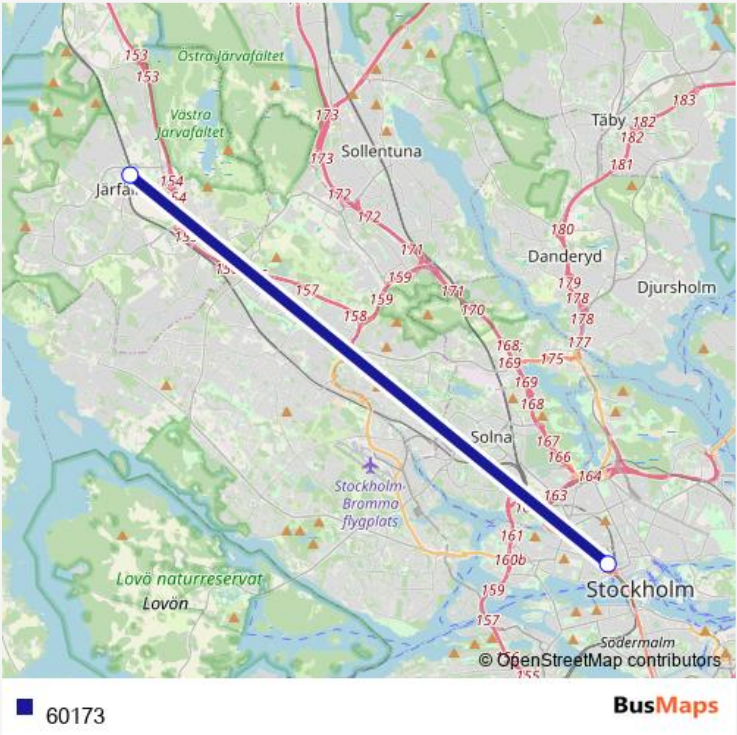 153
153
Östra Järvafältet
183
Västra
Järvafältet
173
Täby
182
182
Sollentuna
173
181
154
Järfäl
172
172
180
171
Danderyd
157
159
159
171
179
Djursholm
178
170
158
178
168;
177
169
175
169
168
Solna
167
166
164
Stockholm-
Bromma
flygplats
163
161
160b
Lovö naturreservat
Stockholm
Lovön
159
157
Södermalm
© OpenStreetMap contributors
155
60173
BusMaps